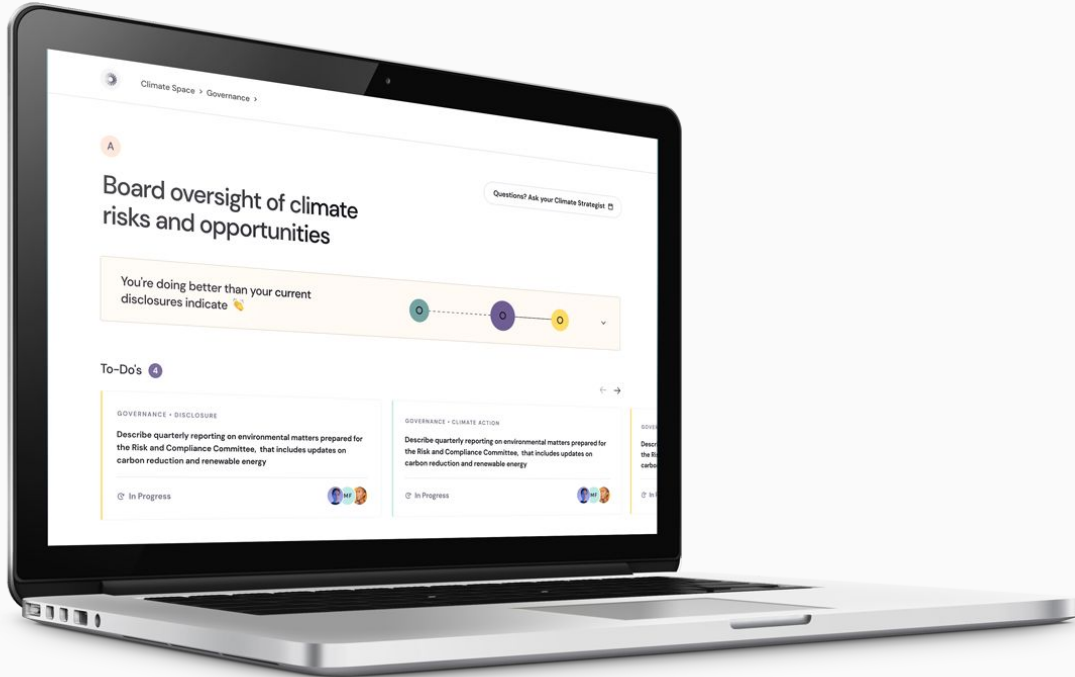 Climate Space > Governance >
A
Board oversight of climate
risks and opportunities
Questions? Ask your Climate Strategist
You're doing better than your current
disclosures indicate 👏
To-Do's 4
GOVERNANCE • DISCLOSURE
Describe quarterly reporting on environmental matters prepared for
the Risk and Compliance Committee, that includes updates on
carbon reduction and renewable energy
In Progress
MF
GOVERNANCE • CLIMATE ACTION
Describe quarterly reporting on environmental matters prepared for
the Risk and Compliance Committee, that includes updates on
carbon reduction and renewable energy
In Progress
MF